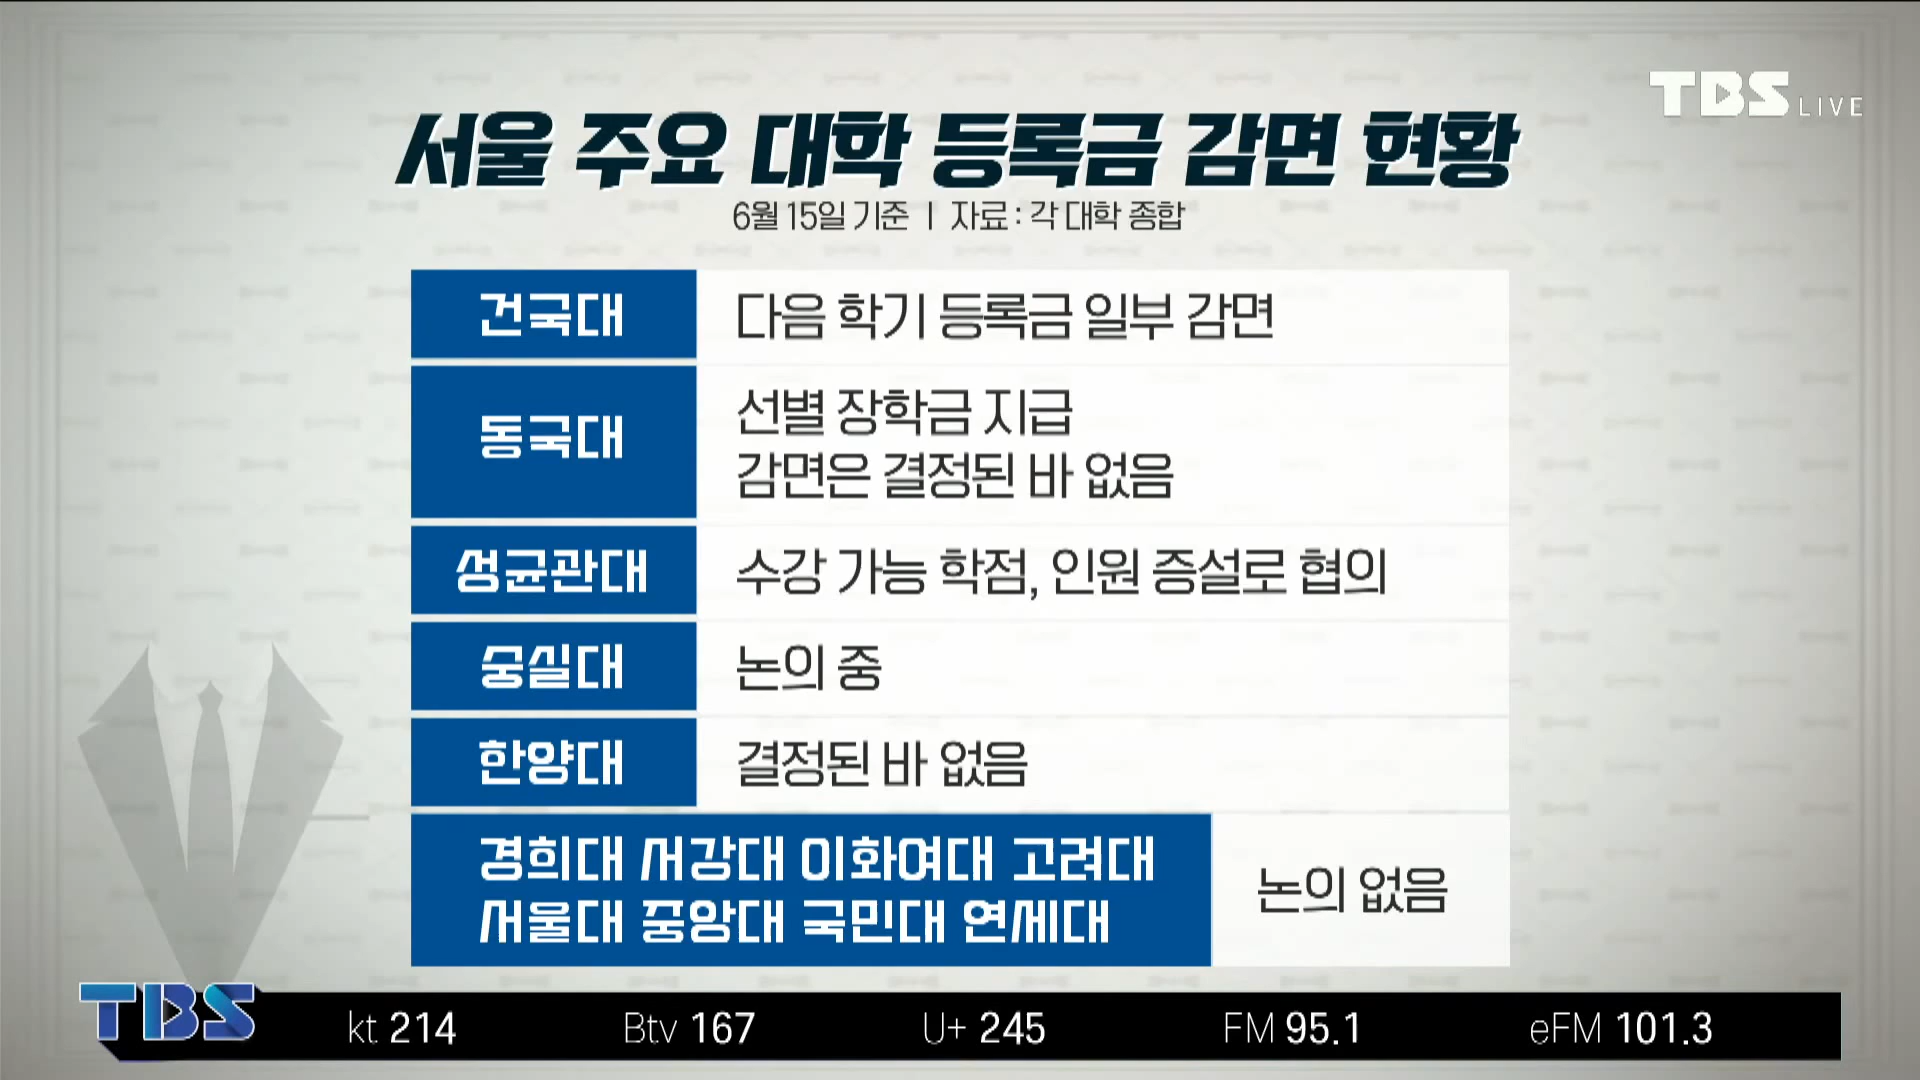 TBS LIVE
서울 주요 대학 등록금 감면 현황
6월 15일 기준 | 자료 : 각 대학 종합
건국대 다음 학기 등록금 일부 감면
동국대 선별 장학금 지급
감면은 결정된 바 없음
성균관대 수강 가능 학점, 인원 증설로 협의
숭실대 논의 중
한양대 결정된 바 없음
경희대 서강대 이화여대 고려대
서울대 중앙대 국민대 연세대
논의 없음
TBS kt 214 Btv 167 U+ 245 FM 95.1 eFM 101.3